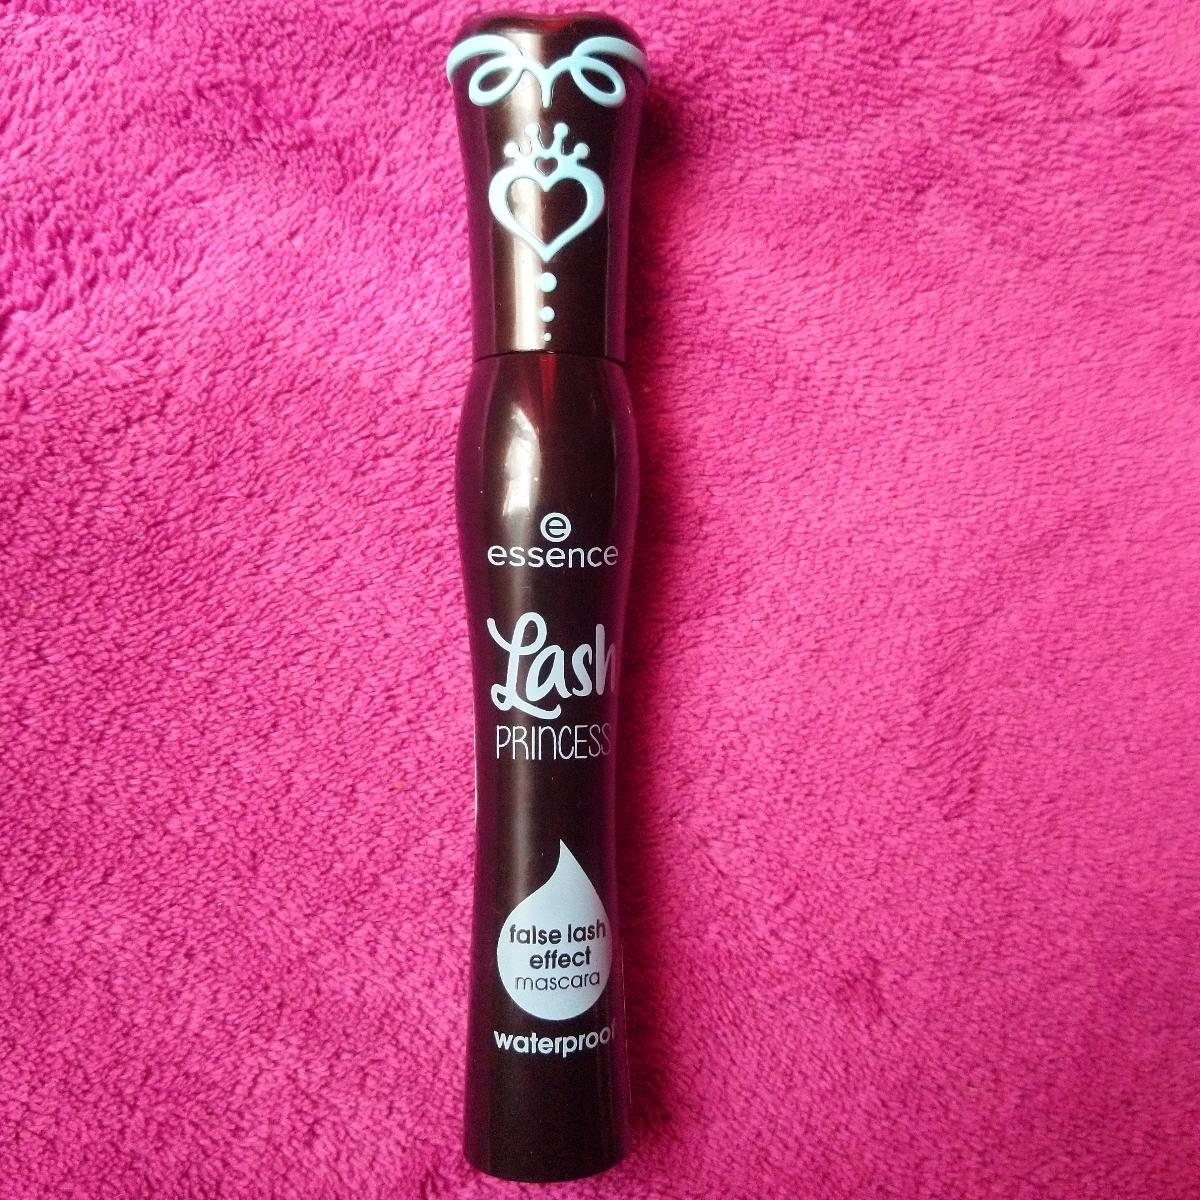 e
essence
Lash
PRINCESS
false lash
effect
mascara
waterproof